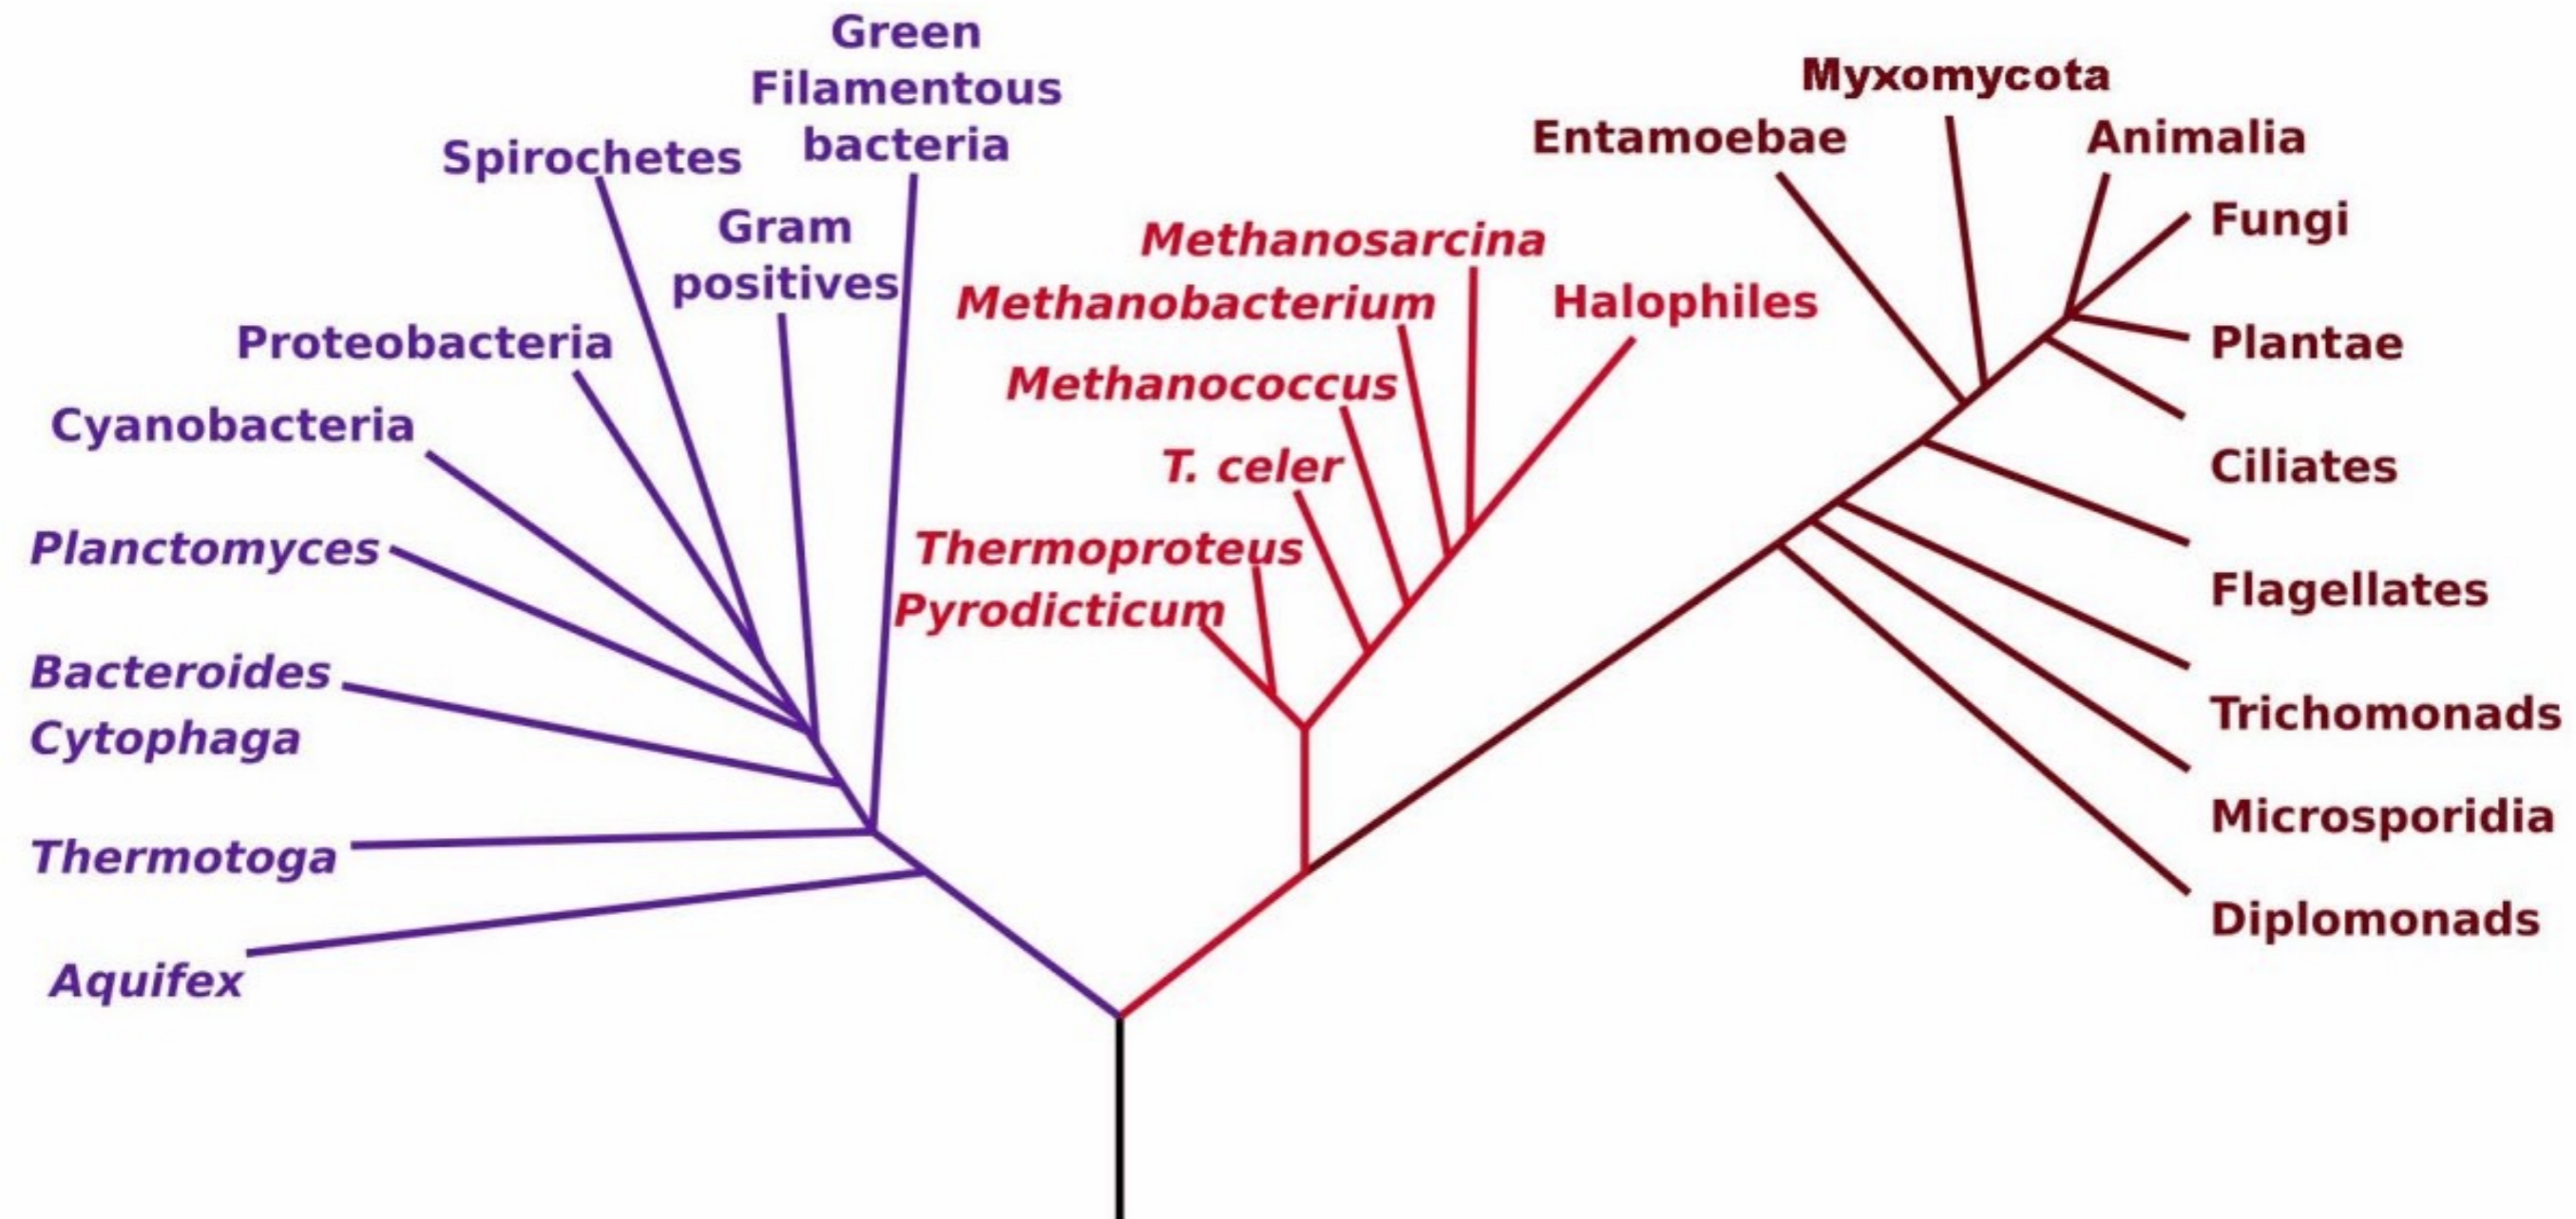 Green
Filamentous
bacteria
Spirochetes
Gram
positives
Proteobacteria
Cyanobacteria
Planctomyces
Bacteroides
Cytophaga
Thermotoga
Aquifex
Methanosarcina
Methanobacterium
Halophiles
Methanococcus
T. celer
Thermoproteus
Pyrodicticum
Myxomycota
Entamoebae
Animalia
Fungi
Plantae
Ciliates
Flagellates
Trichomonads
Microsporidia
Diplomonads